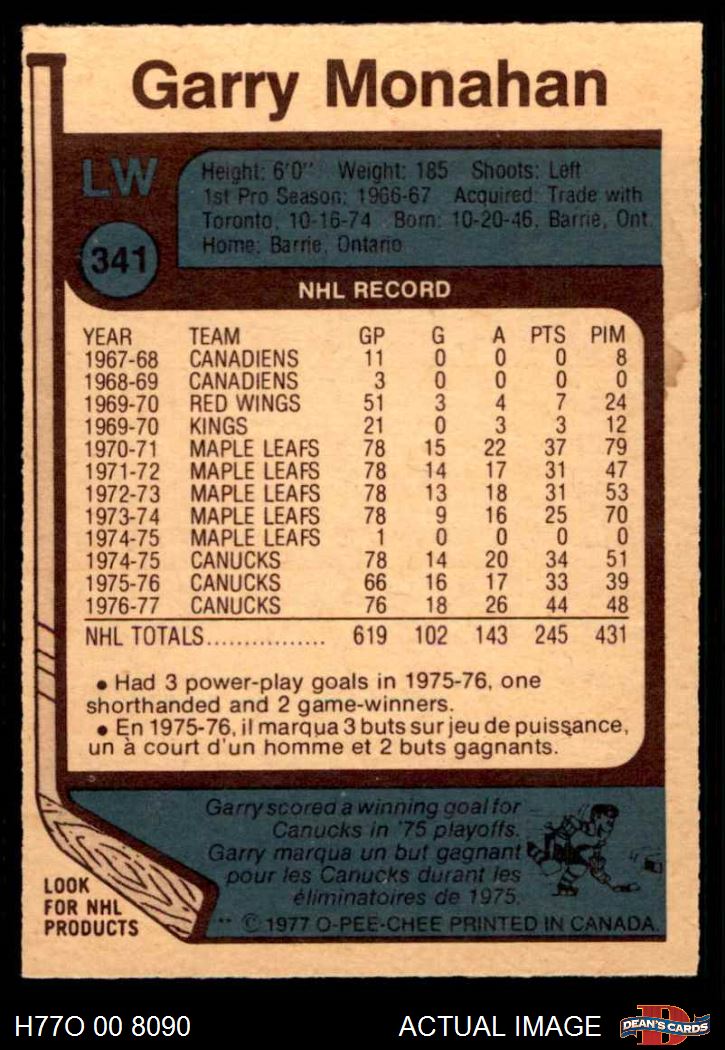 Garry Monahan
LW
341
Height: 6'0" Weight: 185 Shoots: Left
1st Pro Season: 1966-67 Acquired: Trade with
Toronto, 10-16-74 Born: 10-20-46, Barrie, Ont.
Home: Barrie, Ontario
NHL RECORD
YEAR TEAM GP G A PTS PIM
1967-68 CANADIENS 11 0 0 0 8
1968-69 CANADIENS 3 0 0 0 0
1969-70 RED WINGS 51 3 4 7 24
1969-70 KINGS 21 0 3 3 12
1970-71 MAPLE LEAFS 78 15 22 37 79
1971-72 MAPLE LEAFS 78 14 17 31 47
1972-73 MAPLE LEAFS 78 13 18 31 53
1973-74 MAPLE LEAFS 78 9 16 25 70
1974-75 MAPLE LEAFS 1 0 0 0 0
1974-75 CANUCKS 78 14 20 34 51
1975-76 CANUCKS 66 16 17 33 39
1976-77 CANUCKS 76 18 26 44 48
NHL TOTALS................ 619 102 143 245 431
• Had 3 power-play goals in 1975-76, one
shorthanded and 2 game-winners.
• En 1975-76, il marqua 3 buts sur jeu de puissance,
un à court d'un homme et 2 buts gagnants.
Garry scored a winning goal for
Canucks in '75 playoffs.
Garry marqua un but gagnant
pour les Canucks durant les
éliminatoires de 1975.
LOOK
FOR NHL
PRODUCTS
** © 1977 O-PEE-CHEE PRINTED IN CANADA.
H77O 00 8090 ACTUAL IMAGE
D
DEAN'S CARDS